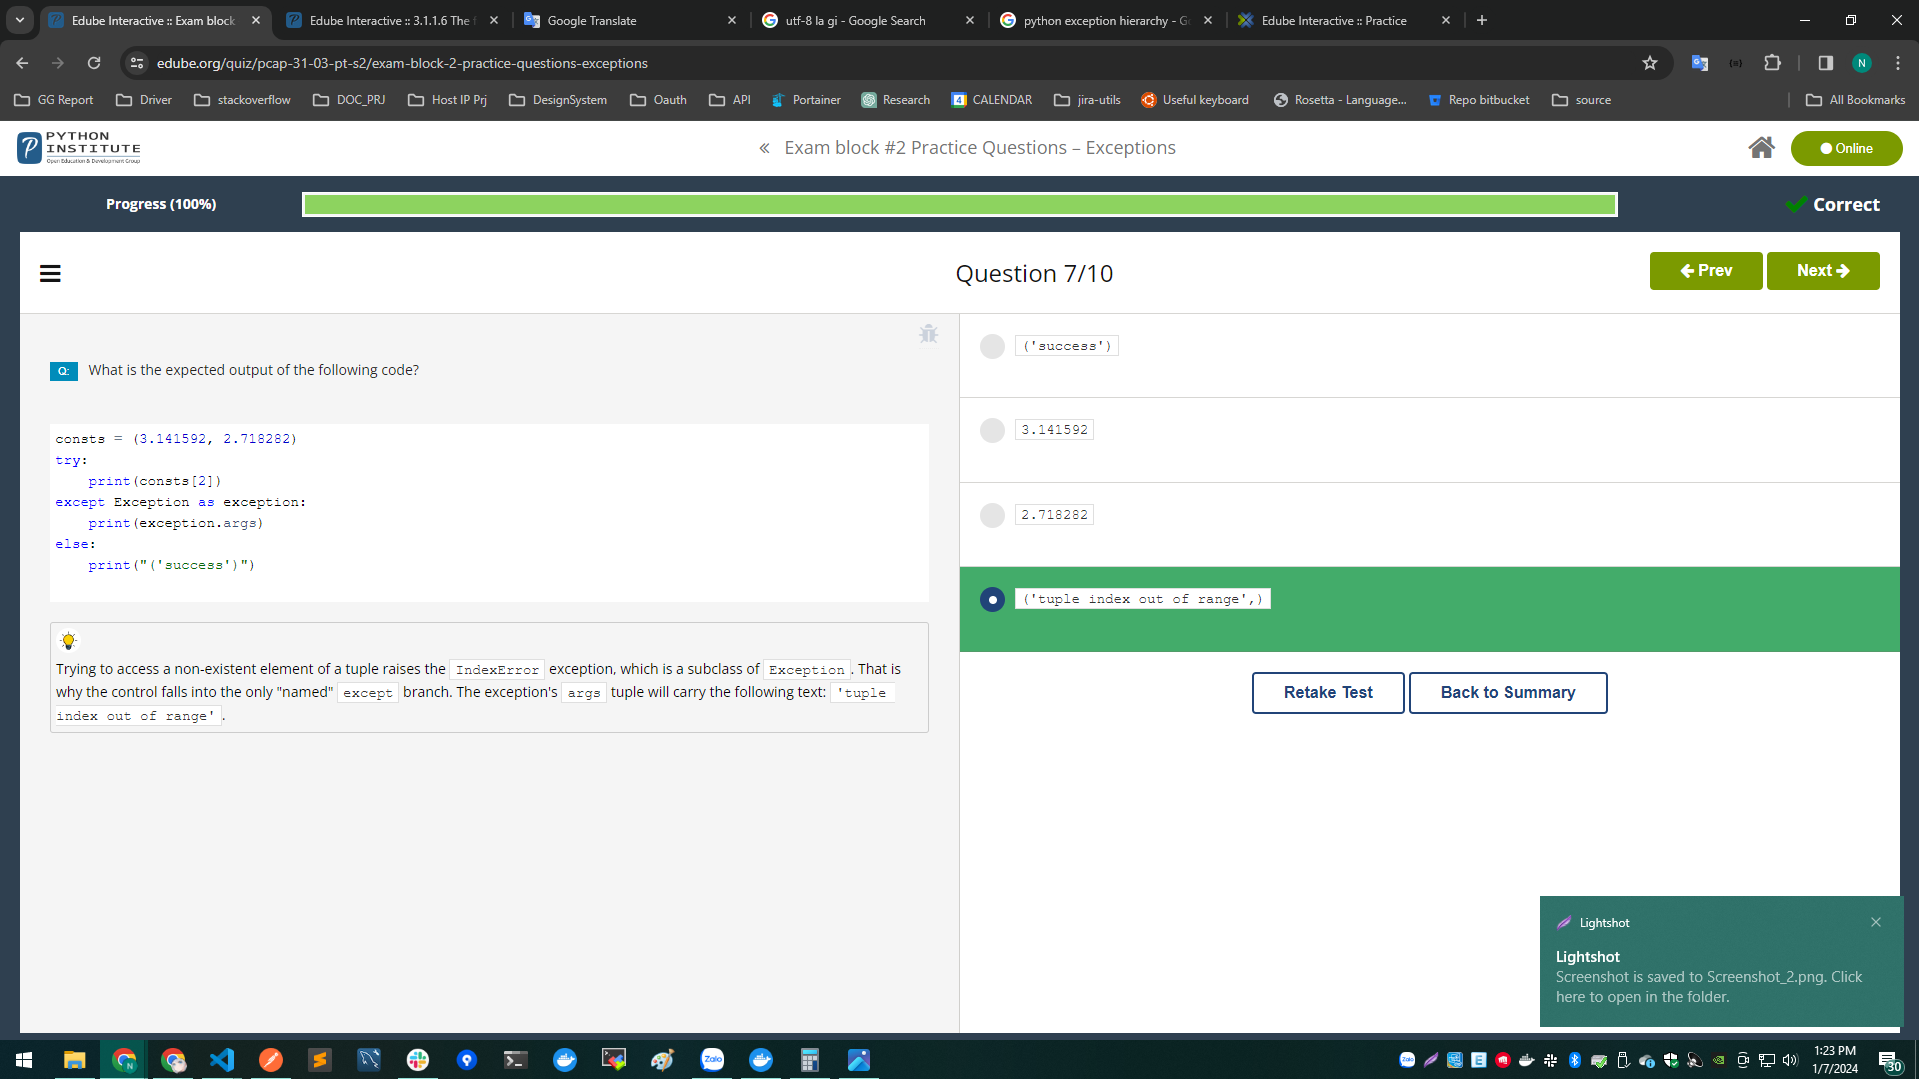 Edube Interactive :: Exam block
Edube Interactive :: 3.1.1.6 The f
Google Translate
utf-8 la gi - Google Search
python exception hierarchy - G
Edube Interactive :: Practice
edube.org/quiz/pcap-31-03-pt-s2/exam-block-2-practice-questions-exceptions
N
GG Report
Driver
stackoverflow
DOC_PRJ
Host IP Prj
DesignSystem
Oauth
API
Portainer
Research
4
CALENDAR
jira-utils
Useful keyboard
Rosetta - Language...
Repo bitbucket
source
All Bookmarks
PYTHON
INSTITUTE
Open Education & Development Group
« Exam block #2 Practice Questions – Exceptions
Online
Progress (100%)
Correct
Question 7/10
Prev
Next
Q: What is the expected output of the following code?
consts = (3.141592, 2.718282)
try:
    print(consts[2])
except Exception as exception:
    print(exception.args)
else:
    print("('success')")
Trying to access a non-existent element of a tuple raises the IndexError exception, which is a subclass of Exception. That is
why the control falls into the only "named" except branch. The exception's args tuple will carry the following text: 'tuple
index out of range'.
('success')
3.141592
2.718282
('tuple index out of range',)
Retake Test
Back to Summary
Lightshot
Lightshot
Screenshot is saved to Screenshot_2.png. Click
here to open in the folder.
N
Zalo
Zalo
E
1:23 PM
1/7/2024
30